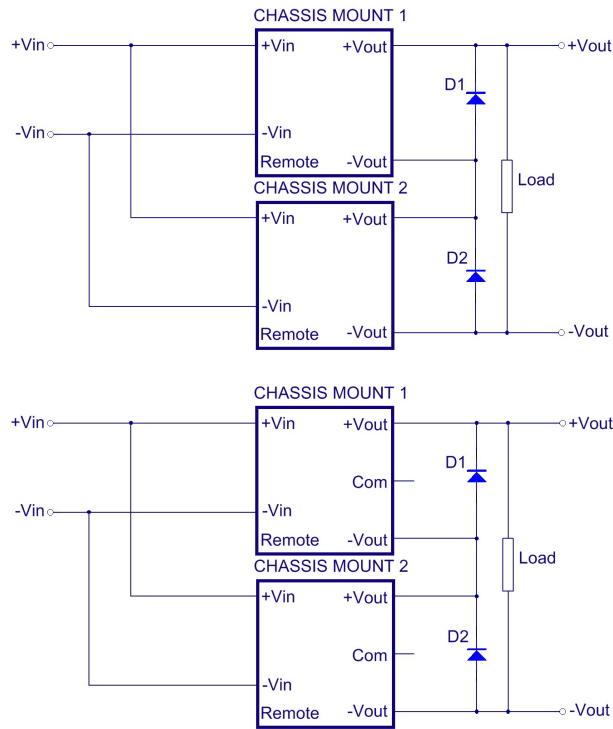 CHASSIS MOUNT 1
+Vin +Vin +Vout +Vout
D1
-Vin -Vin
Remote -Vout
Load
CHASSIS MOUNT 2
+Vin +Vout
D2
-Vin
Remote -Vout -Vout
CHASSIS MOUNT 1
+Vin +Vin +Vout +Vout
D1
Com
-Vin -Vin
Remote -Vout
Load
CHASSIS MOUNT 2
+Vin +Vout
D2
Com
-Vin
Remote -Vout -Vout